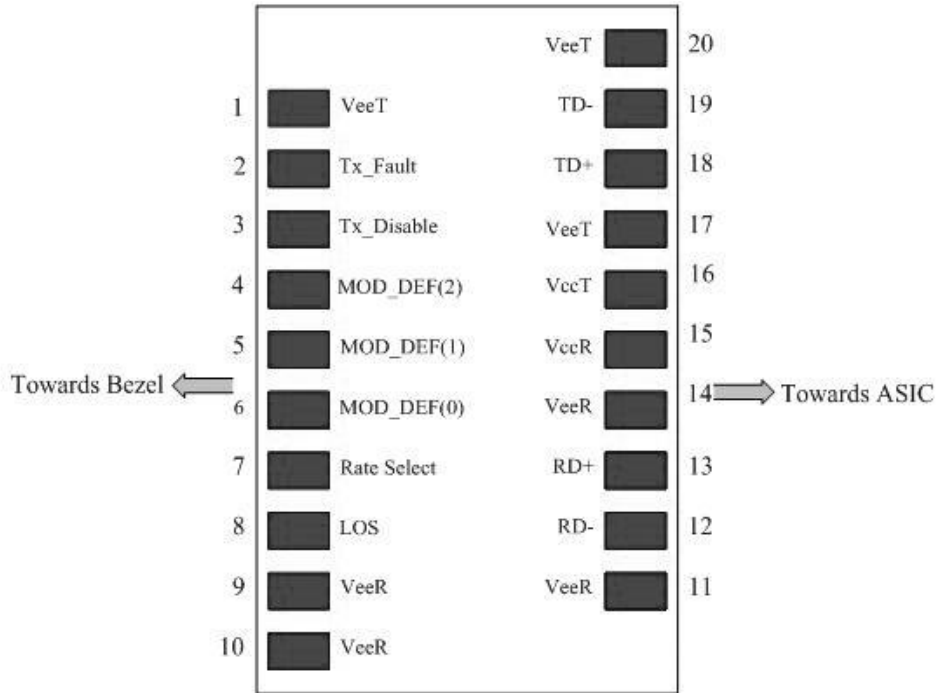 VeeT 20
1 VeeT TD- 19
2 Tx_Fault TD+ 18
3 Tx_Disable VeeT 17
4 MOD_DEF(2) VccT 16
5 MOD_DEF(1) VccR 15
Towards Bezel
6 MOD_DEF(0) VeeR 14
Towards ASIC
7 Rate Select RD+ 13
8 LOS RD- 12
9 VeeR VeeR 11
10 VeeR